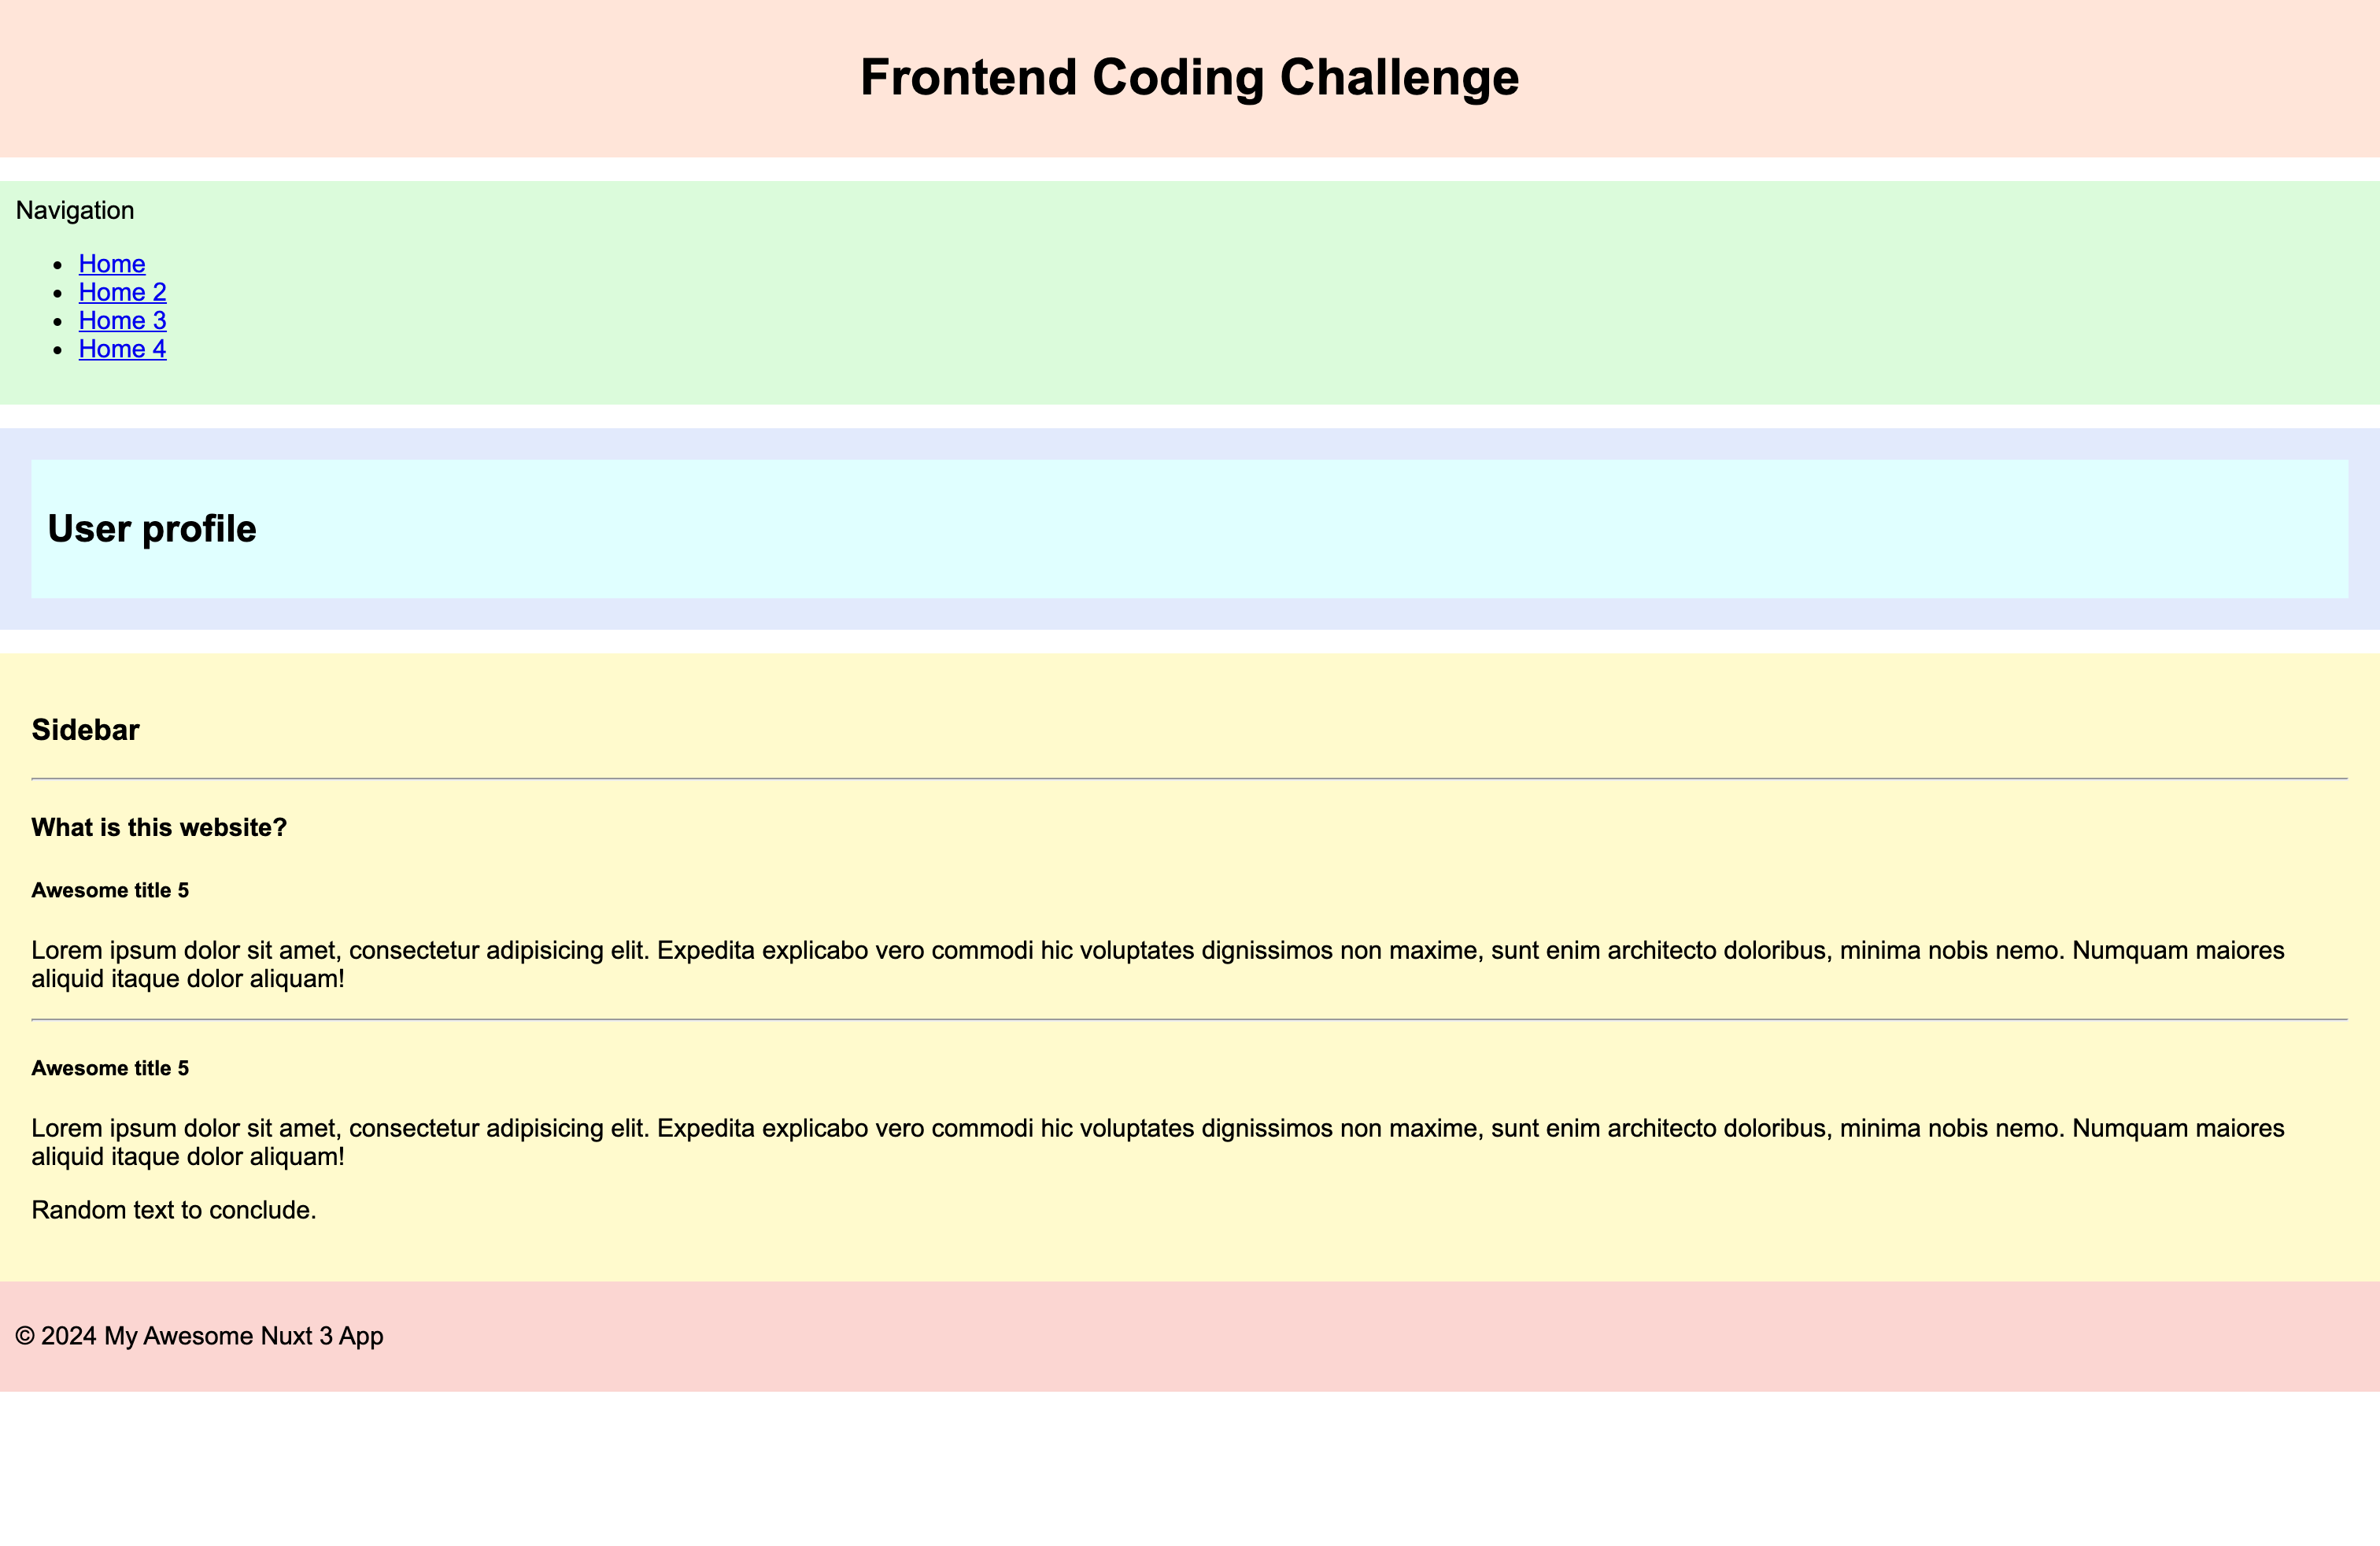 Frontend Coding Challenge
Navigation
Home
Home 2
Home 3
Home 4
User profile
Sidebar
What is this website?
Awesome title 5
Lorem ipsum dolor sit amet, consectetur adipisicing elit. Expedita explicabo vero commodi hic voluptates dignissimos non maxime, sunt enim architecto doloribus, minima nobis nemo. Numquam maiores
aliquid itaque dolor aliquam!
Awesome title 5
Lorem ipsum dolor sit amet, consectetur adipisicing elit. Expedita explicabo vero commodi hic voluptates dignissimos non maxime, sunt enim architecto doloribus, minima nobis nemo. Numquam maiores
aliquid itaque dolor aliquam!
Random text to conclude.
© 2024 My Awesome Nuxt 3 App